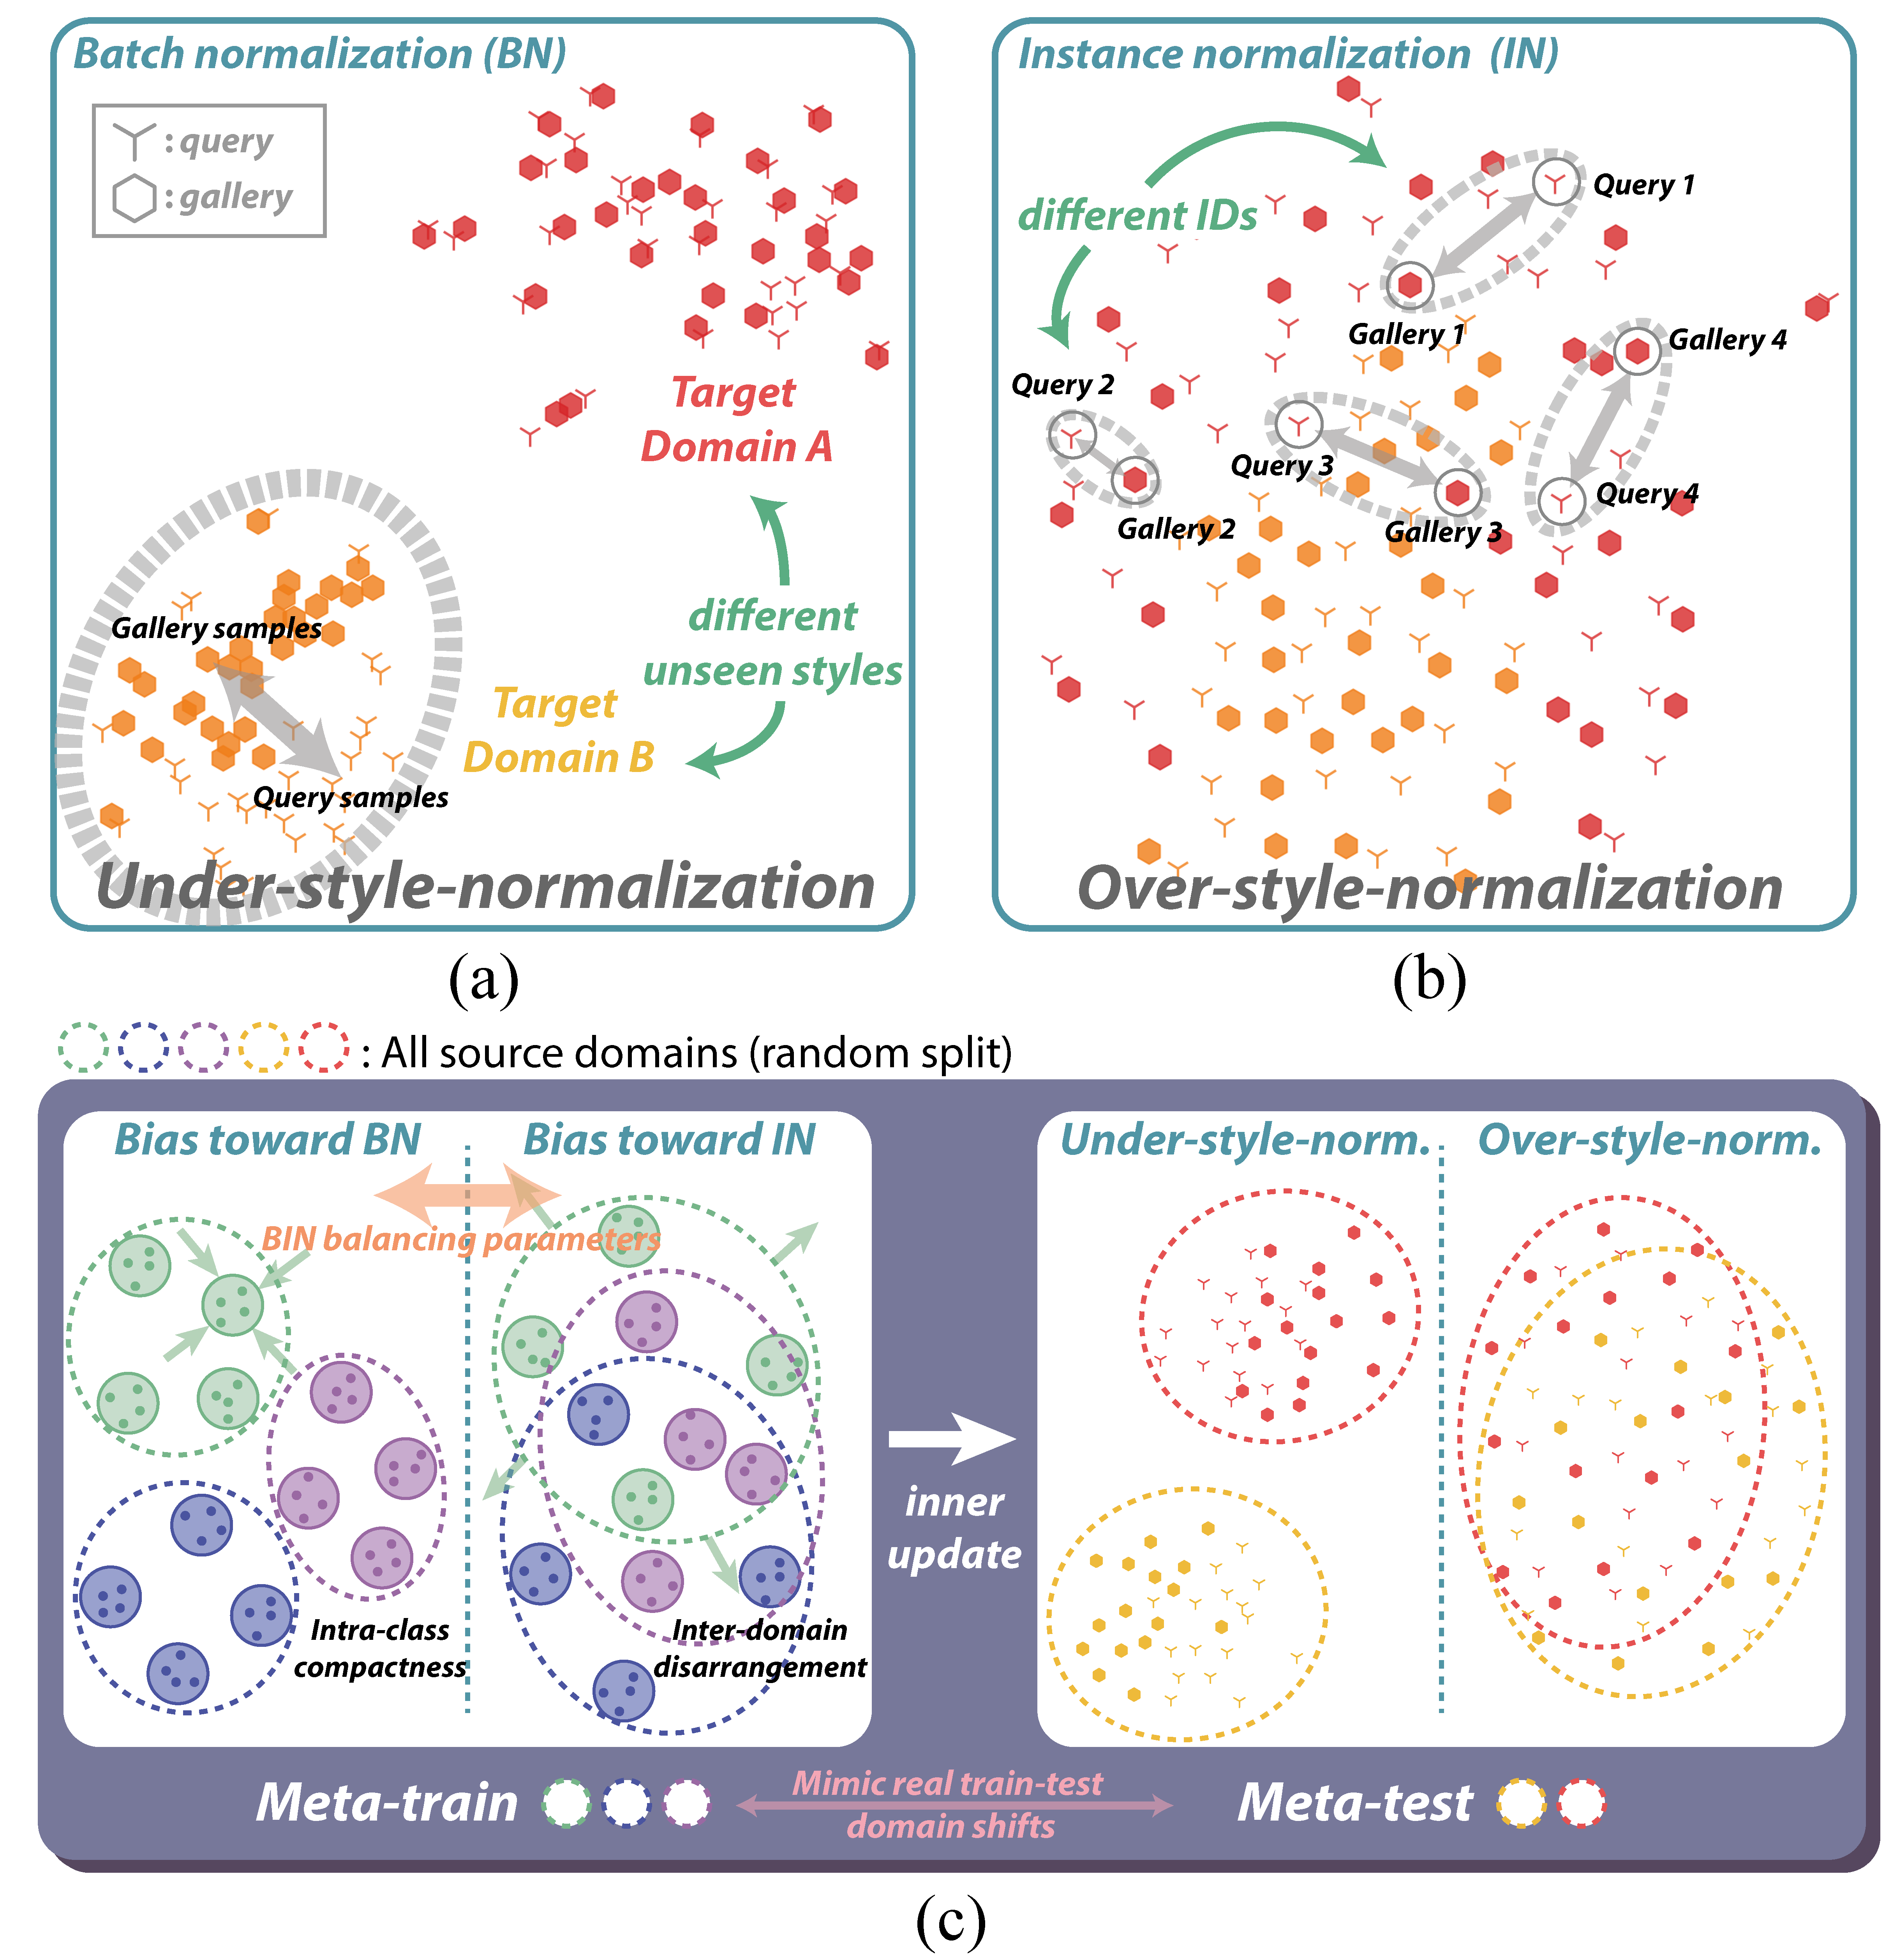 Batch normalization (BN)
: query
: gallery
Target
Domain A
different
unseen styles
Target
Domain B
Gallery samples
Query samples
Under-style-normalization
(a)
Instance normalization (IN)
different IDs
Query 1
Gallery 1
Gallery 4
Query 2
Query 3
Query 4
Gallery 2
Gallery 3
Over-style-normalization
(b)
: All source domains (random split)
Bias toward BN
Bias toward IN
BIN balancing parameters
Intra-class
compactness
Inter-domain
disarrangement
inner
update
Under-style-norm.
Over-style-norm.
Meta-train
Mimic real train-test
domain shifts
Meta-test
(c)